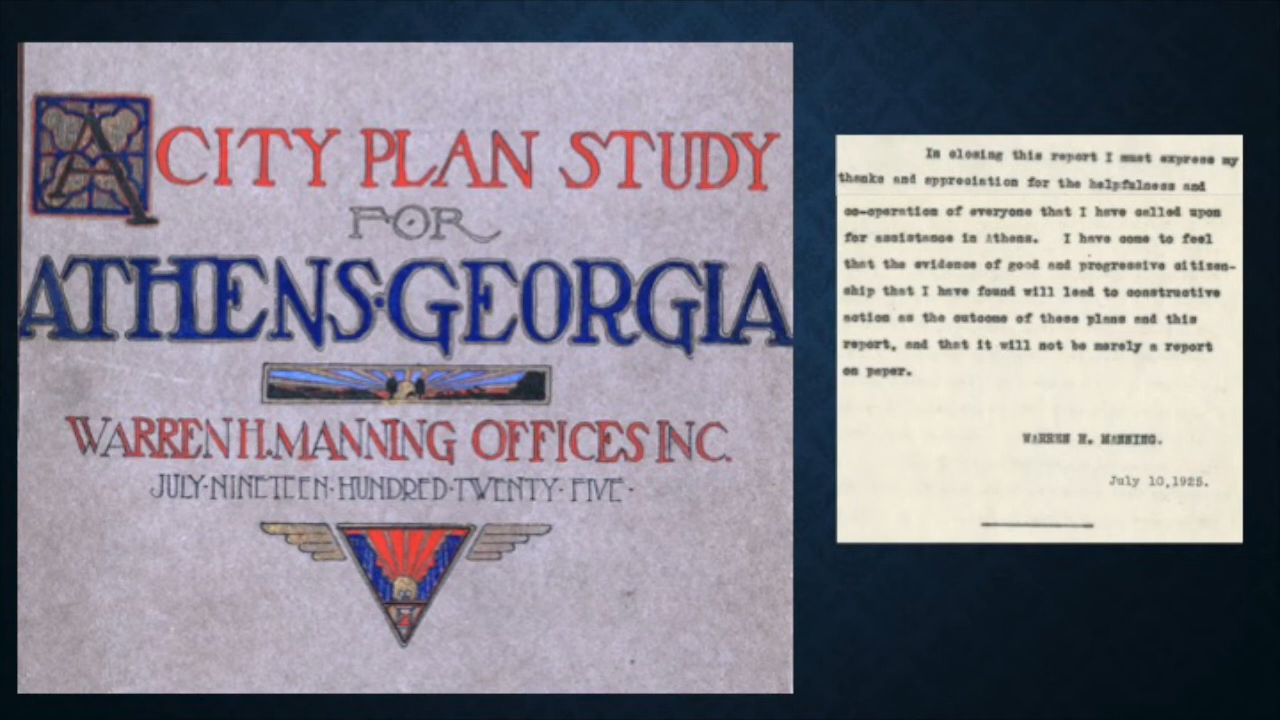 A CITY PLAN STUDY
FOR
ATHENS·GEORGIA
WARREN H. MANNING OFFICES INC.
JULY·NINETEEN·HUNDRED·TWENTY·FIVE·
In closing this report I must express my
thanks and appreciation for the helpfulness and
co-operation of everyone that I have called upon
for assistance in Athens. I have come to feel
that the evidence of good and progressive citizen-
ship that I have found will lead to constructive
action as the outcome of these plans and this
report, and that it will not be merely a report
on paper.
WARREN H. MANNING.
July 10,1925.